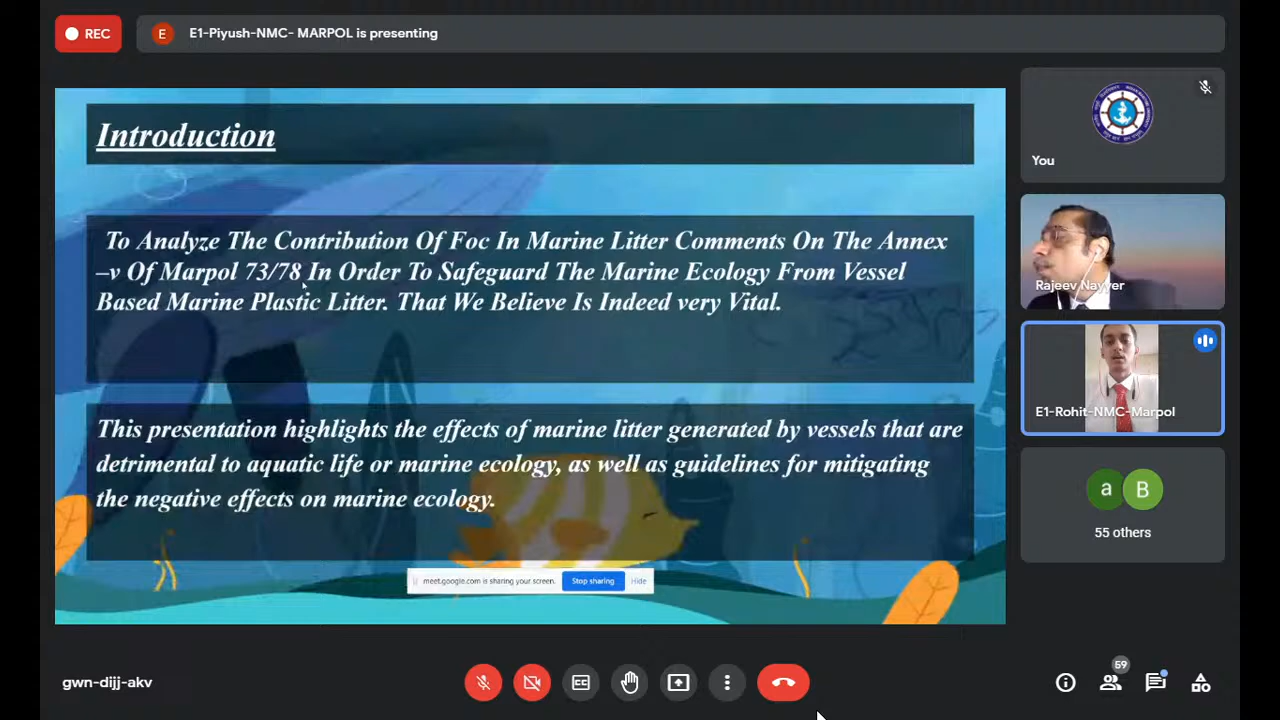 REC
E
E1-Piyush-NMC- MARPOL is presenting
Introduction
To Analyze The Contribution Of Foc In Marine Litter Comments On The Annex
–v Of Marpol 73/78 In Order To Safeguard The Marine Ecology From Vessel
Based Marine Plastic Litter. That We Believe Is Indeed very Vital.
This presentation highlights the effects of marine litter generated by vessels that are
detrimental to aquatic life or marine ecology, as well as guidelines for mitigating
the negative effects on marine ecology.
meet.google.com is sharing your screen.
Stop sharing
Hide
You
Rajeev Nayyer
E1-Rohit-NMC-Marpol
a B
55 others
gwn-dijj-akv
CC
59